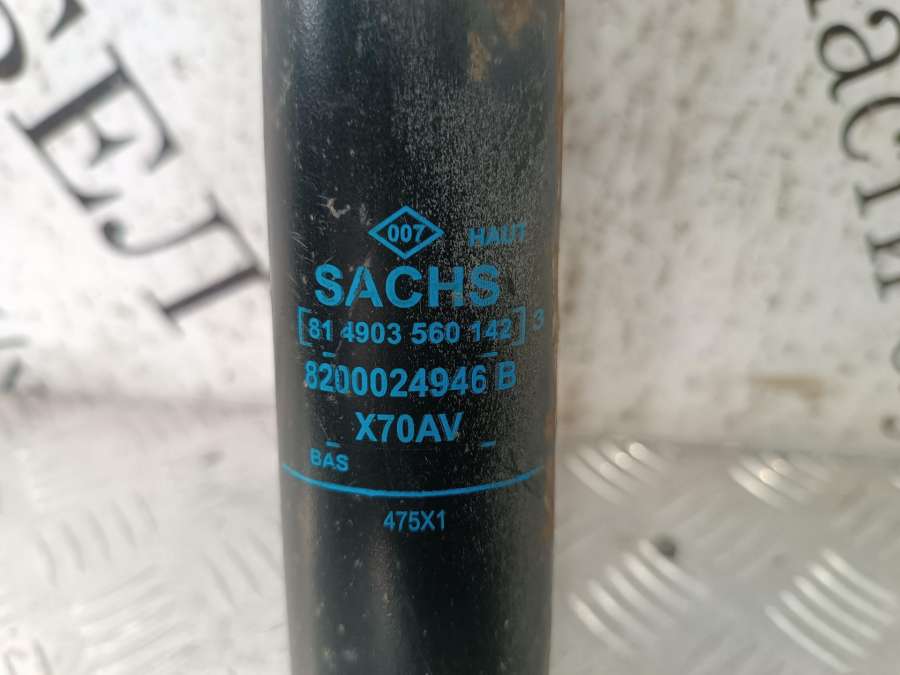 007 HAUT
SACHS
[81 4903 560 142] 3
8200024946 B
X70AV
BAS
475X1